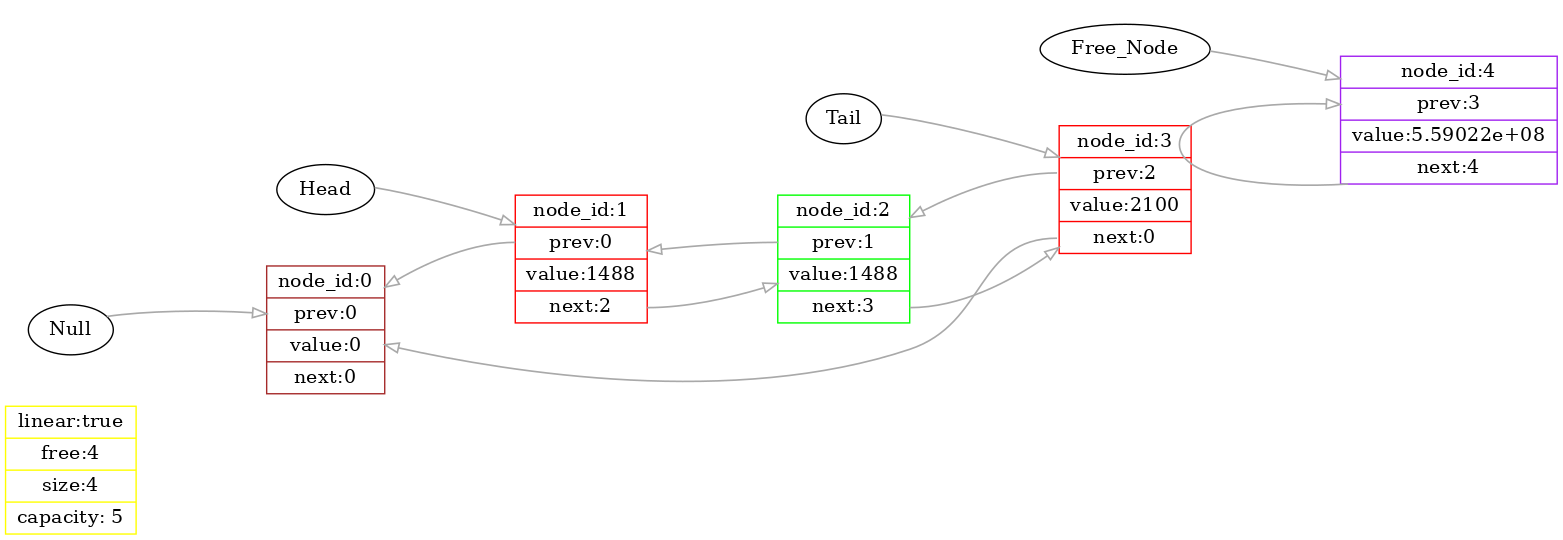 Free_Node
node_id:4
prev:3
value:5.59022e+08
next:4
Tail
node_id:3
prev:2
value:2100
next:0
Head
node_id:1
prev:0
value:1488
next:2
node_id:2
prev:1
value:1488
next:3
Null
node_id:0
prev:0
value:0
next:0
linear:true
free:4
size:4
capacity: 5